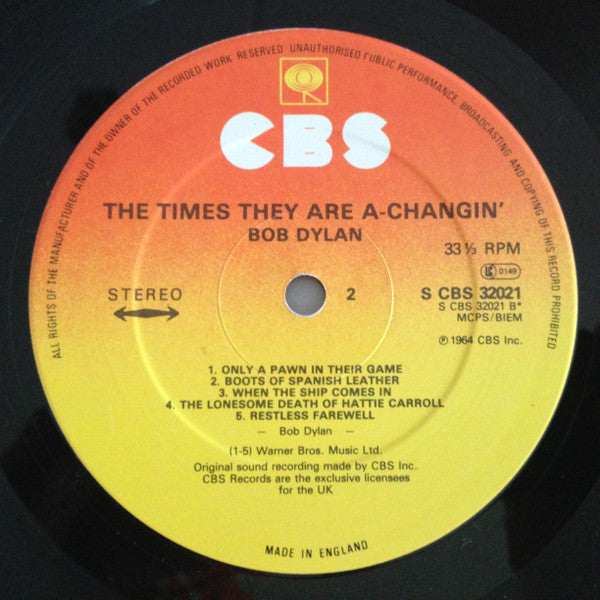 ALL RIGHTS OF THE MANUFACTURER AND OF THE OWNER OF THE RECORDED WORK RESERVED UNAUTHORISED PUBLIC PERFORMANCE, BROADCASTING AND COPYING OF THIS RECORD PROHIBITED
CBS
THE TIMES THEY ARE A-CHANGIN'
BOB DYLAN
33⅓ RPM
LC 0149
STEREO
2
S CBS 32021
S CBS 32021 B*
MCPS/BIEM
℗ 1964 CBS Inc.
1. ONLY A PAWN IN THEIR GAME
2. BOOTS OF SPANISH LEATHER
3. WHEN THE SHIP COMES IN
4. THE LONESOME DEATH OF HATTIE CARROLL
5. RESTLESS FAREWELL
— Bob Dylan —
(1-5) Warner Bros. Music Ltd.
Original sound recording made by CBS Inc.
CBS Records are the exclusive licensees
for the UK
MADE IN ENGLAND